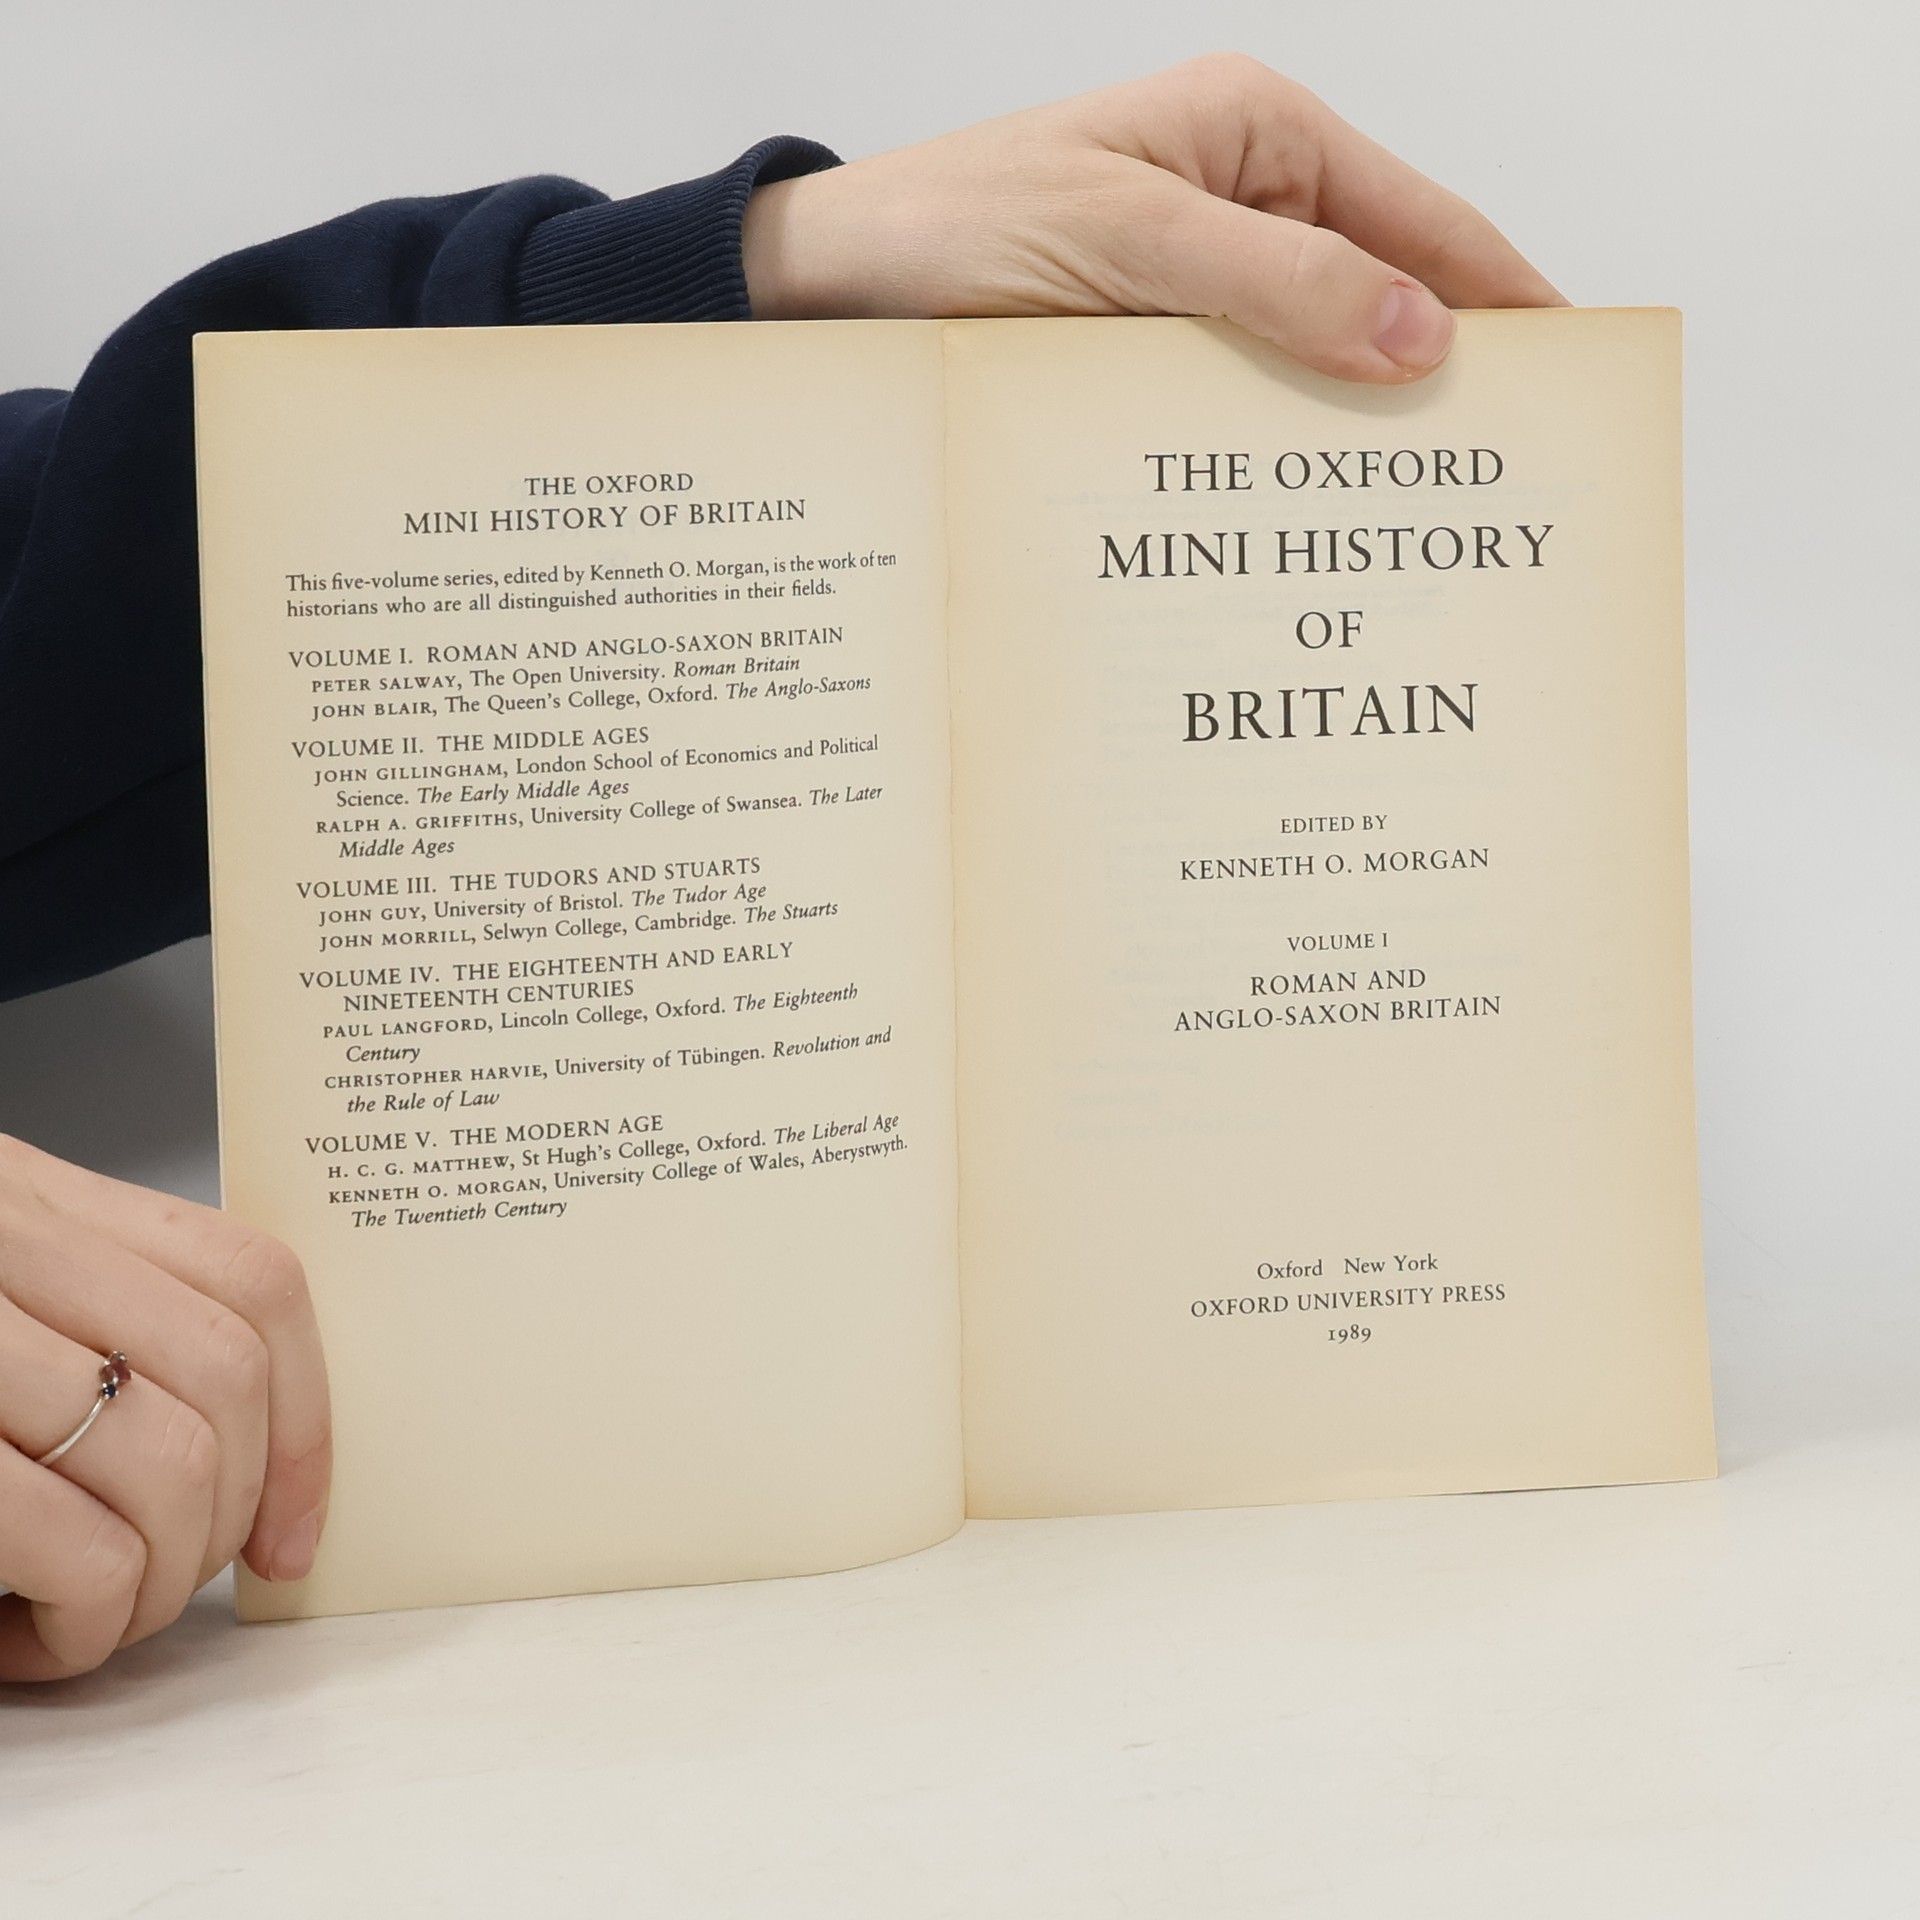 THE OXFORD
MINI HISTORY OF BRITAIN
This five-volume series, edited by Kenneth O. Morgan, is the work of ten
historians who are all distinguished authorities in their fields.
VOLUME I. ROMAN AND ANGLO-SAXON BRITAIN
PETER SALWAY, The Open University. Roman Britain
JOHN BLAIR, The Queen's College, Oxford. The Anglo-Saxons
VOLUME II. THE MIDDLE AGES
JOHN GILLINGHAM, London School of Economics and Political
Science. The Early Middle Ages
RALPH A. GRIFFITHS, University College of Swansea. The Later
Middle Ages
VOLUME III. THE TUDORS AND STUARTS
JOHN GUY, University of Bristol. The Tudor Age
JOHN MORRILL, Selwyn College, Cambridge. The Stuarts
VOLUME IV. THE EIGHTEENTH AND EARLY
NINETEENTH CENTURIES
PAUL LANGFORD, Lincoln College, Oxford. The Eighteenth
Century
CHRISTOPHER HARVIE, University of Tübingen. Revolution and
the Rule of Law
VOLUME V. THE MODERN AGE
H. C. G. MATTHEW, St Hugh's College, Oxford. The Liberal Age
KENNETH O. MORGAN, University College of Wales, Aberystwyth.
The Twentieth Century
THE OXFORD
MINI HISTORY
OF
BRITAIN
EDITED BY
KENNETH O. MORGAN
VOLUME I
ROMAN AND
ANGLO-SAXON BRITAIN
Oxford New York
OXFORD UNIVERSITY PRESS
1989